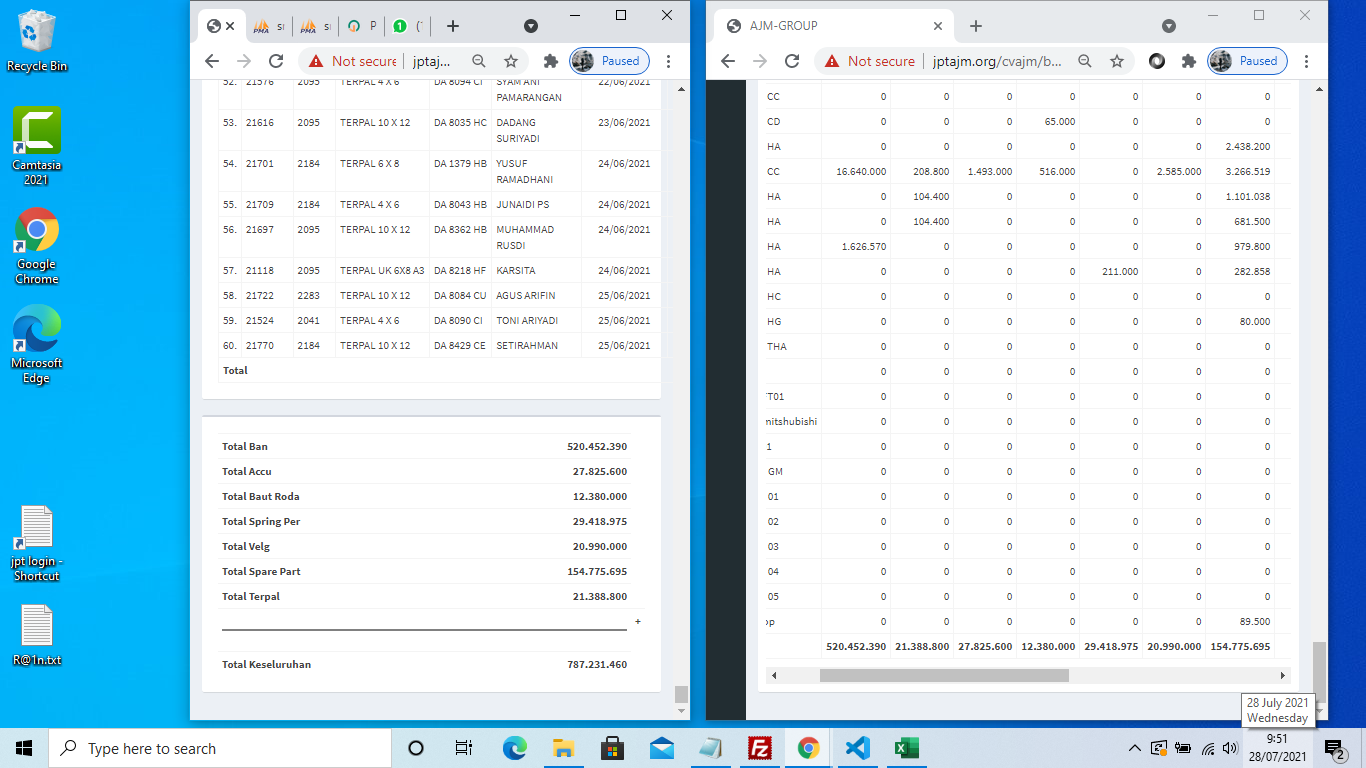 Recycle Bin
Camtasia
2021
Google
Chrome
Microsoft
Edge
jpt login -
Shortcut
R@1n.txt
PMA
PMA
P
1
Not secure
jptaj...
Paused
52. 21576 2095 TERPAL 4 X 6 DA 8094 CI SYAM ANI 22/06/2021
PAMARANGAN
53. 21616 2095 TERPAL 10 X 12 DA 8035 HC DADANG 23/06/2021
SURIYADI
54. 21701 2184 TERPAL 6 X 8 DA 1379 HB YUSUF 24/06/2021
RAMADHANI
55. 21709 2184 TERPAL 4 X 6 DA 8043 HB JUNAIDI PS 24/06/2021
56. 21697 2095 TERPAL 10 X 12 DA 8362 HB MUHAMMAD 24/06/2021
RUSDI
57. 21118 2095 TERPAL UK 6X8 A3 DA 8218 HF KARSITA 24/06/2021
58. 21722 2283 TERPAL 10 X 12 DA 8084 CU AGUS ARIFIN 25/06/2021
59. 21524 2041 TERPAL 4 X 6 DA 8090 CI TONI ARIYADI 25/06/2021
60. 21770 2184 TERPAL 10 X 12 DA 8429 CE SETIRAHMAN 25/06/2021
Total
Total Ban 520.452.390
Total Accu 27.825.600
Total Baut Roda 12.380.000
Total Spring Per 29.418.975
Total Velg 20.990.000
Total Spare Part 154.775.695
Total Terpal 21.388.800
+
Total Keseluruhan 787.231.460
AJM-GROUP
Not secure
jptajm.org/cvajm/b...
Paused
CC 0 0 0 0 0 0 0
CD 0 0 0 65.000 0 0 0
HA 0 0 0 0 0 0 2.438.200
CC 16.640.000 208.800 1.493.000 516.000 0 2.585.000 3.266.519
HA 0 104.400 0 0 0 0 1.101.038
HA 0 104.400 0 0 0 0 681.500
HA 1.626.570 0 0 0 0 0 979.800
HA 0 0 0 0 211.000 0 282.858
HC 0 0 0 0 0 0 0
HG 0 0 0 0 0 0 80.000
THA 0 0 0 0 0 0 0
0 0 0 0 0 0 0
T01 0 0 0 0 0 0 0
mitshubishi 0 0 0 0 0 0 0
1 0 0 0 0 0 0 0
GM 0 0 0 0 0 0 0
01 0 0 0 0 0 0 0
02 0 0 0 0 0 0 0
03 0 0 0 0 0 0 0
04 0 0 0 0 0 0 0
05 0 0 0 0 0 0 0
op 0 0 0 0 0 0 89.500
520.452.390 21.388.800 27.825.600 12.380.000 29.418.975 20.990.000 154.775.695
28 July 2021
Wednesday
Type here to search
9:51
28/07/2021
2